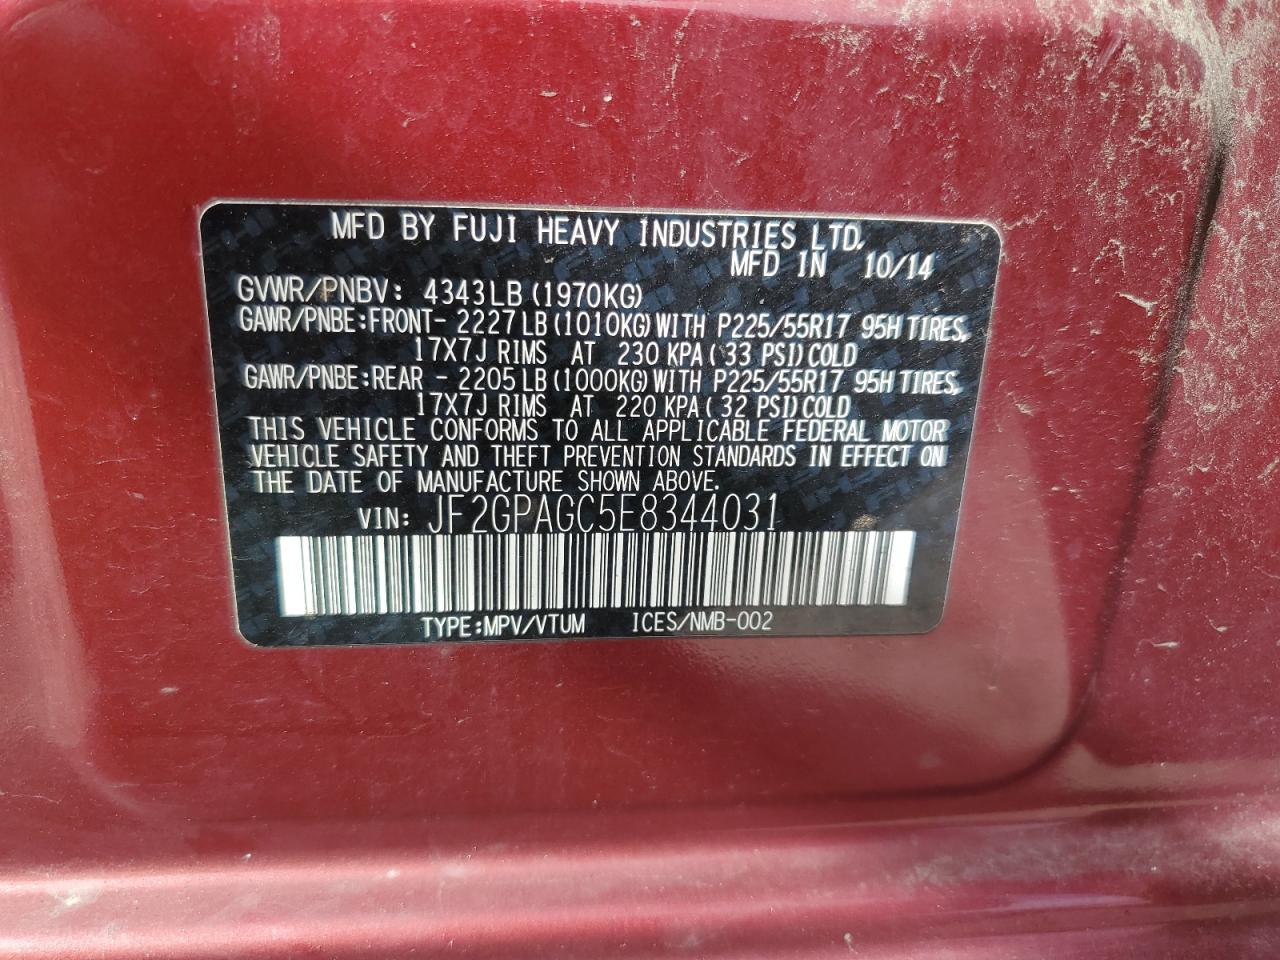 MFD BY FUJI HEAVY INDUSTRIES LTD.
MFD IN 10/14
GVWR/PNBV: 4343LB (1970KG)
GAWR/PNBE:FRONT- 2227LB (1010KG) WITH P225/55R17 95H TIRES,
17X7J RIMS AT 230 KPA ( 33 PSI) COLD
GAWR/PNBE:REAR - 2205LB (1000KG) WITH P225/55R17 95H TIRES,
17X7J RIMS AT 220 KPA ( 32 PSI) COLD
THIS VEHICLE CONFORMS TO ALL APPLICABLE FEDERAL MOTOR
VEHICLE SAFETY AND THEFT PREVENTION STANDARDS IN EFFECT ON
THE DATE OF MANUFACTURE SHOWN ABOVE.
VIN: JF2GPAGC5E8344031
TYPE:MPV/VTUM ICES/NMB-002